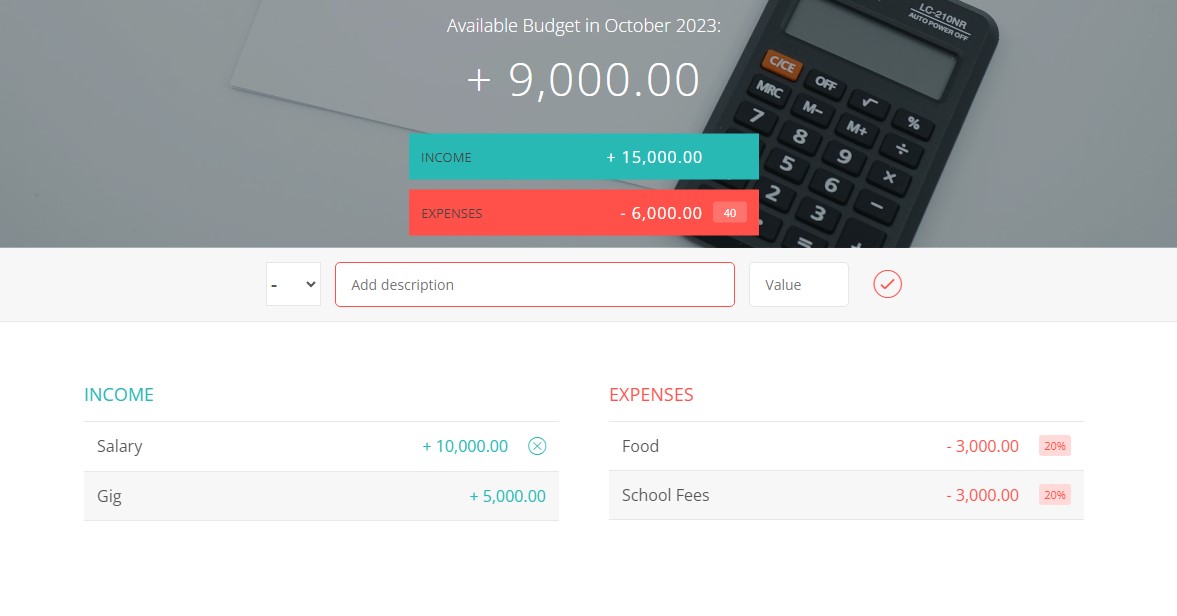 Available Budget in October 2023:
+ 9,000.00
INCOME + 15,000.00
EXPENSES - 6,000.00 40
LC-210NR
AUTO POWER OFF
C/CE OFF √ %
MRC M− M+ ÷
7 8 9 ×
5 6 −
2 3 +
. =
- Add description Value
INCOME
Salary + 10,000.00
Gig + 5,000.00
EXPENSES
Food - 3,000.00 20%
School Fees - 3,000.00 20%